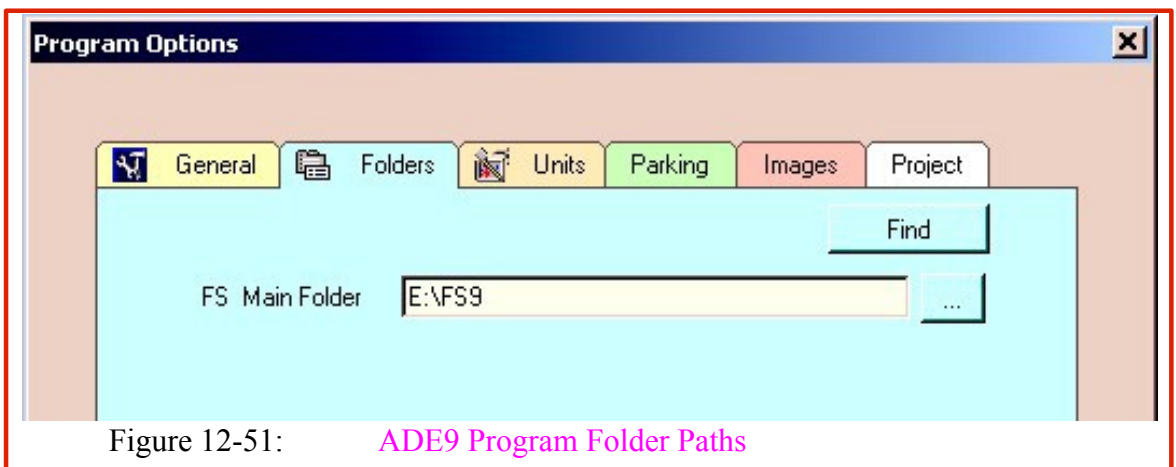 Program Options
General Folders Units Parking Images Project
Find
FS Main Folder E:\FS9 ...
Figure 12-51: ADE9 Program Folder Paths